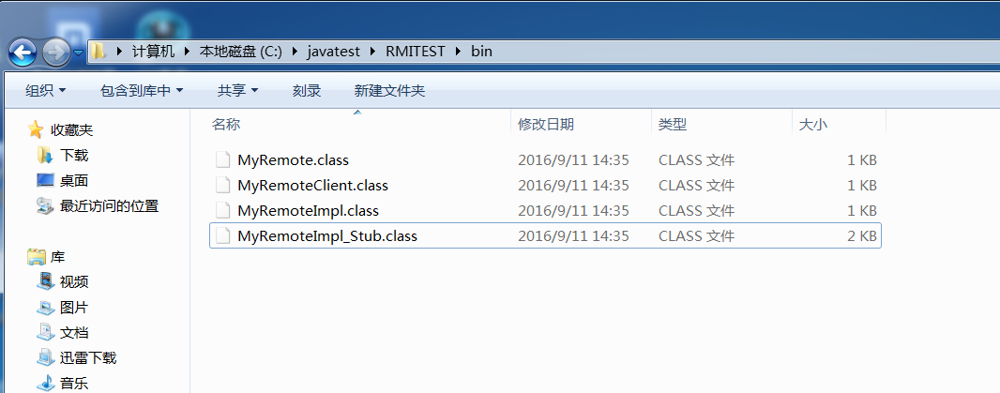 计算机 本地磁盘 (C:) javatest RMITEST bin
组织 包含到库中 共享 刻录 新建文件夹
收藏夹
下载
桌面
最近访问的位置
库
视频
图片
文档
迅雷下载
音乐
名称 修改日期 类型 大小
MyRemote.class 2016/9/11 14:35 CLASS 文件 1 KB
MyRemoteClient.class 2016/9/11 14:35 CLASS 文件 1 KB
MyRemoteImpl.class 2016/9/11 14:35 CLASS 文件 1 KB
MyRemoteImpl_Stub.class 2016/9/11 14:35 CLASS 文件 2 KB